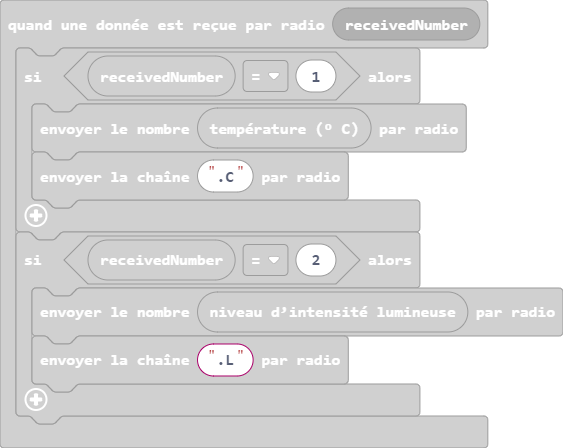 quand une donnée est reçue par radio receivedNumber
si receivedNumber = 1 alors
envoyer le nombre température (° C) par radio
envoyer la chaîne ".C" par radio
si receivedNumber = 2 alors
envoyer le nombre niveau d’intensité lumineuse par radio
envoyer la chaîne ".L" par radio